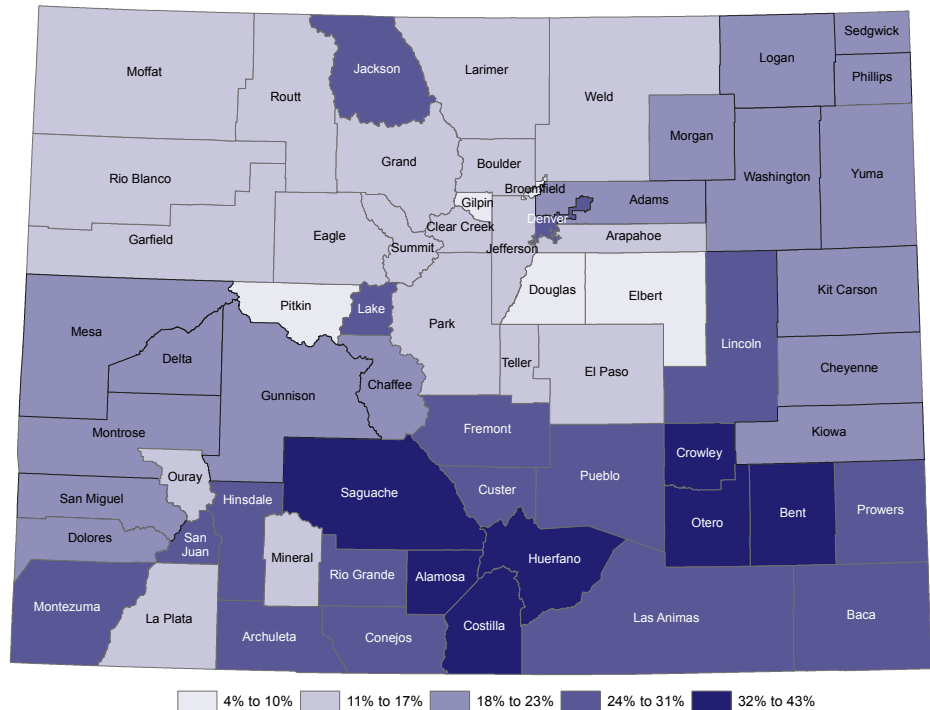 Sedgwick
Logan
Jackson
Larimer
Moffat
Phillips
Routt
Weld
Morgan
Grand
Boulder
Washington
Yuma
Rio Blanco
Broomfield
Gilpin
Adams
Denver
Clear Creek
Eagle
Arapahoe
Garfield
Summit
Jefferson
Douglas
Elbert
Kit Carson
Pitkin
Lake
Park
Mesa
Lincoln
Delta
Teller
El Paso
Cheyenne
Chaffee
Gunnison
Fremont
Montrose
Kiowa
Crowley
Ouray
Pueblo
Saguache
Custer
San Miguel
Hinsdale
Prowers
Bent
Otero
Dolores
San
Juan
Mineral
Huerfano
Rio Grande
Alamosa
Montezuma
La Plata
Costilla
Las Animas
Baca
Archuleta
Conejos
4% to 10% 11% to 17% 18% to 23% 24% to 31% 32% to 43%